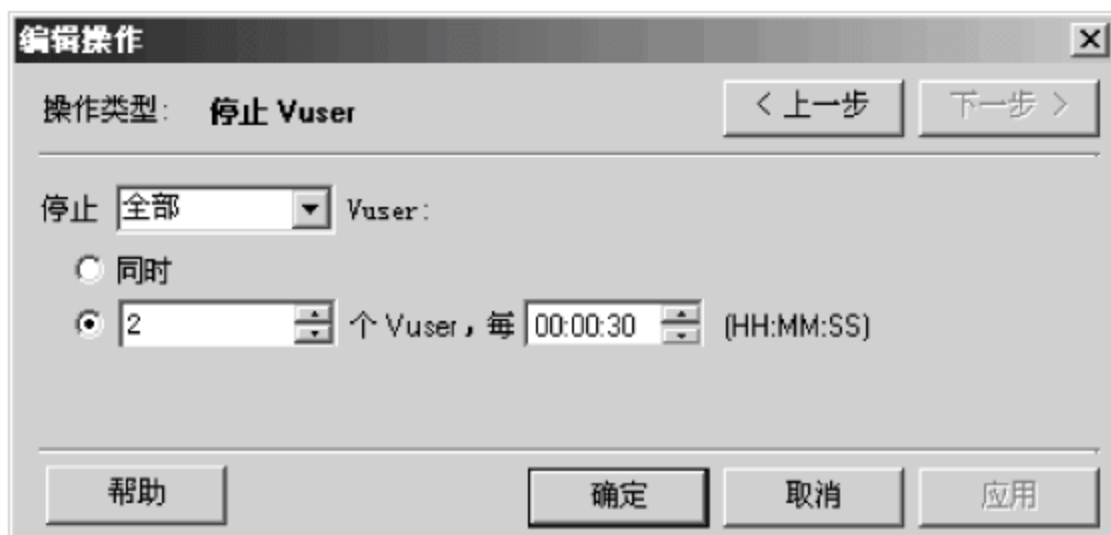 编辑操作
操作类型: 停止 Vuser < 上一步 下一步 >
停止 全部 Vuser:
同时
2 个 Vuser，每 00:00:30 (HH:MM:SS)
帮助 确定 取消 应用